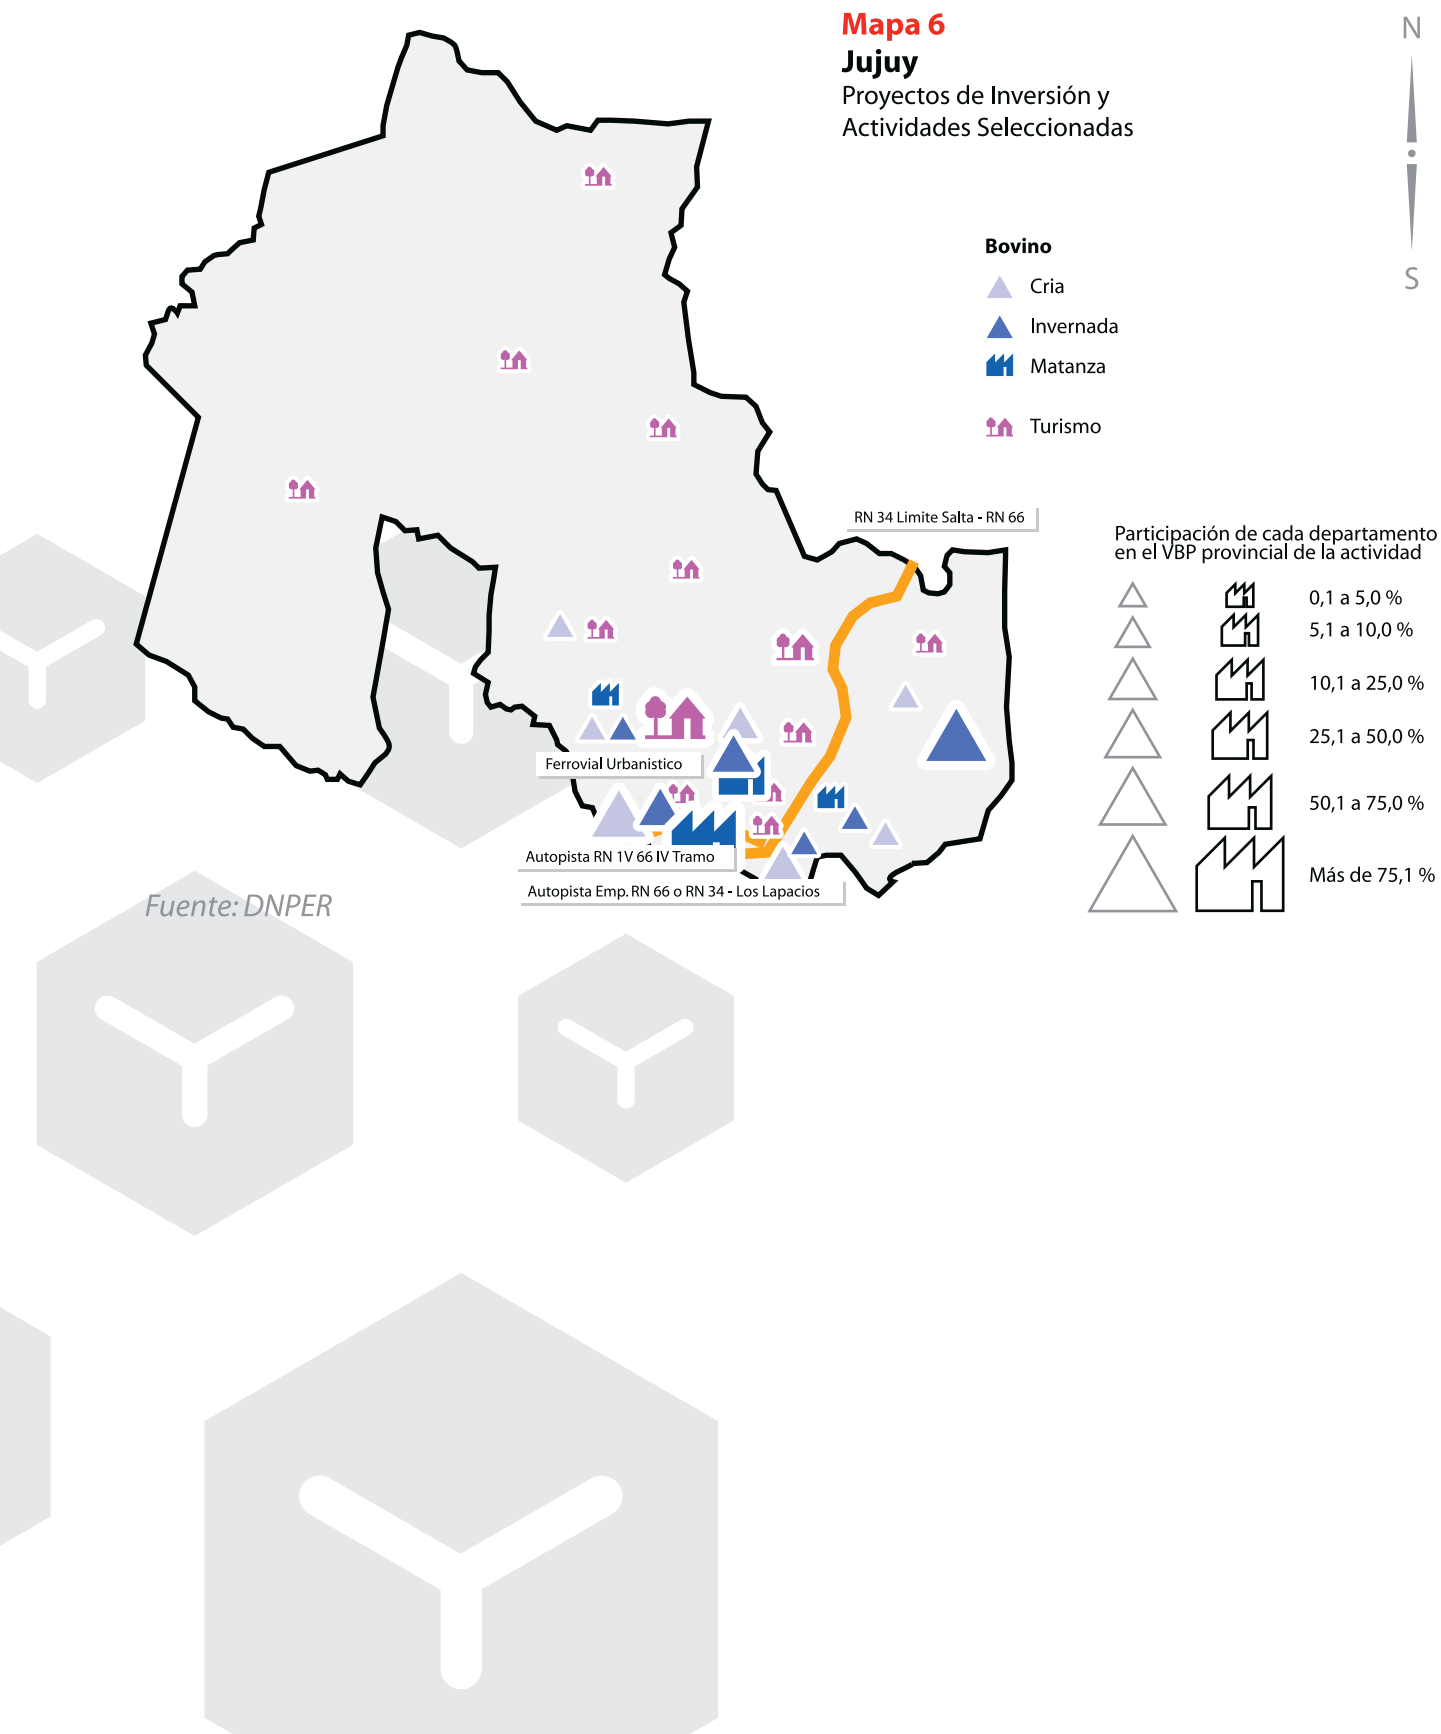 Mapa 6
Jujuy
Proyectos de Inversión y
Actividades Seleccionadas
N
S
Bovino
Cria
Invernada
Matanza
Turismo
RN 34 Limite Salta - RN 66
Participación de cada departamento
en el VBP provincial de la actividad
0,1 a 5,0 %
5,1 a 10,0 %
10,1 a 25,0 %
25,1 a 50,0 %
50,1 a 75,0 %
Más de 75,1 %
Ferrovial Urbanistico
Autopista RN 1V 66 IV Tramo
Autopista Emp. RN 66 o RN 34 - Los Lapacios
Fuente: DNPER